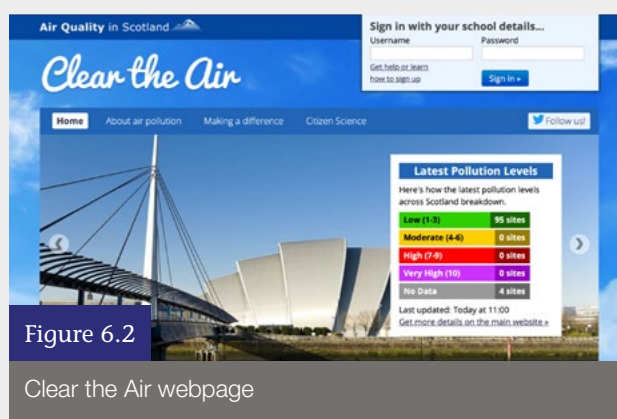 Air Quality in Scotland
Clear the Air
Sign in with your school details...
Username Password
Get help or learn
how to sign up
Sign in »
Home About air pollution Making a difference Citizen Science
Follow us!
Latest Pollution Levels
Here's how the latest pollution levels
across Scotland breakdown.
Low (1-3) 95 sites
Moderate (4-6) 0 sites
High (7-9) 0 sites
Very High (10) 0 sites
No Data 4 sites
Last updated: Today at 11:00
Get more details on the main website »
Figure 6.2
Clear the Air webpage